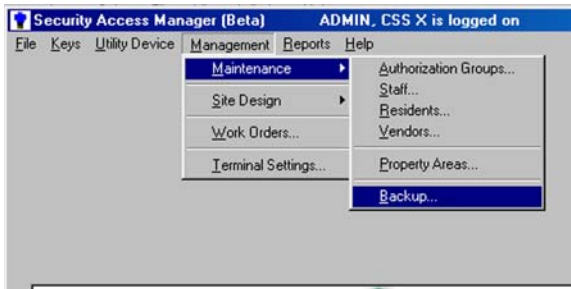 Security Access Manager (Beta) ADMIN, CSS X is logged on
File Keys Utility Device Management Reports Help
Maintenance
Site Design
Work Orders...
Terminal Settings...
Authorization Groups...
Staff...
Residents...
Vendors...
Property Areas...
Backup...